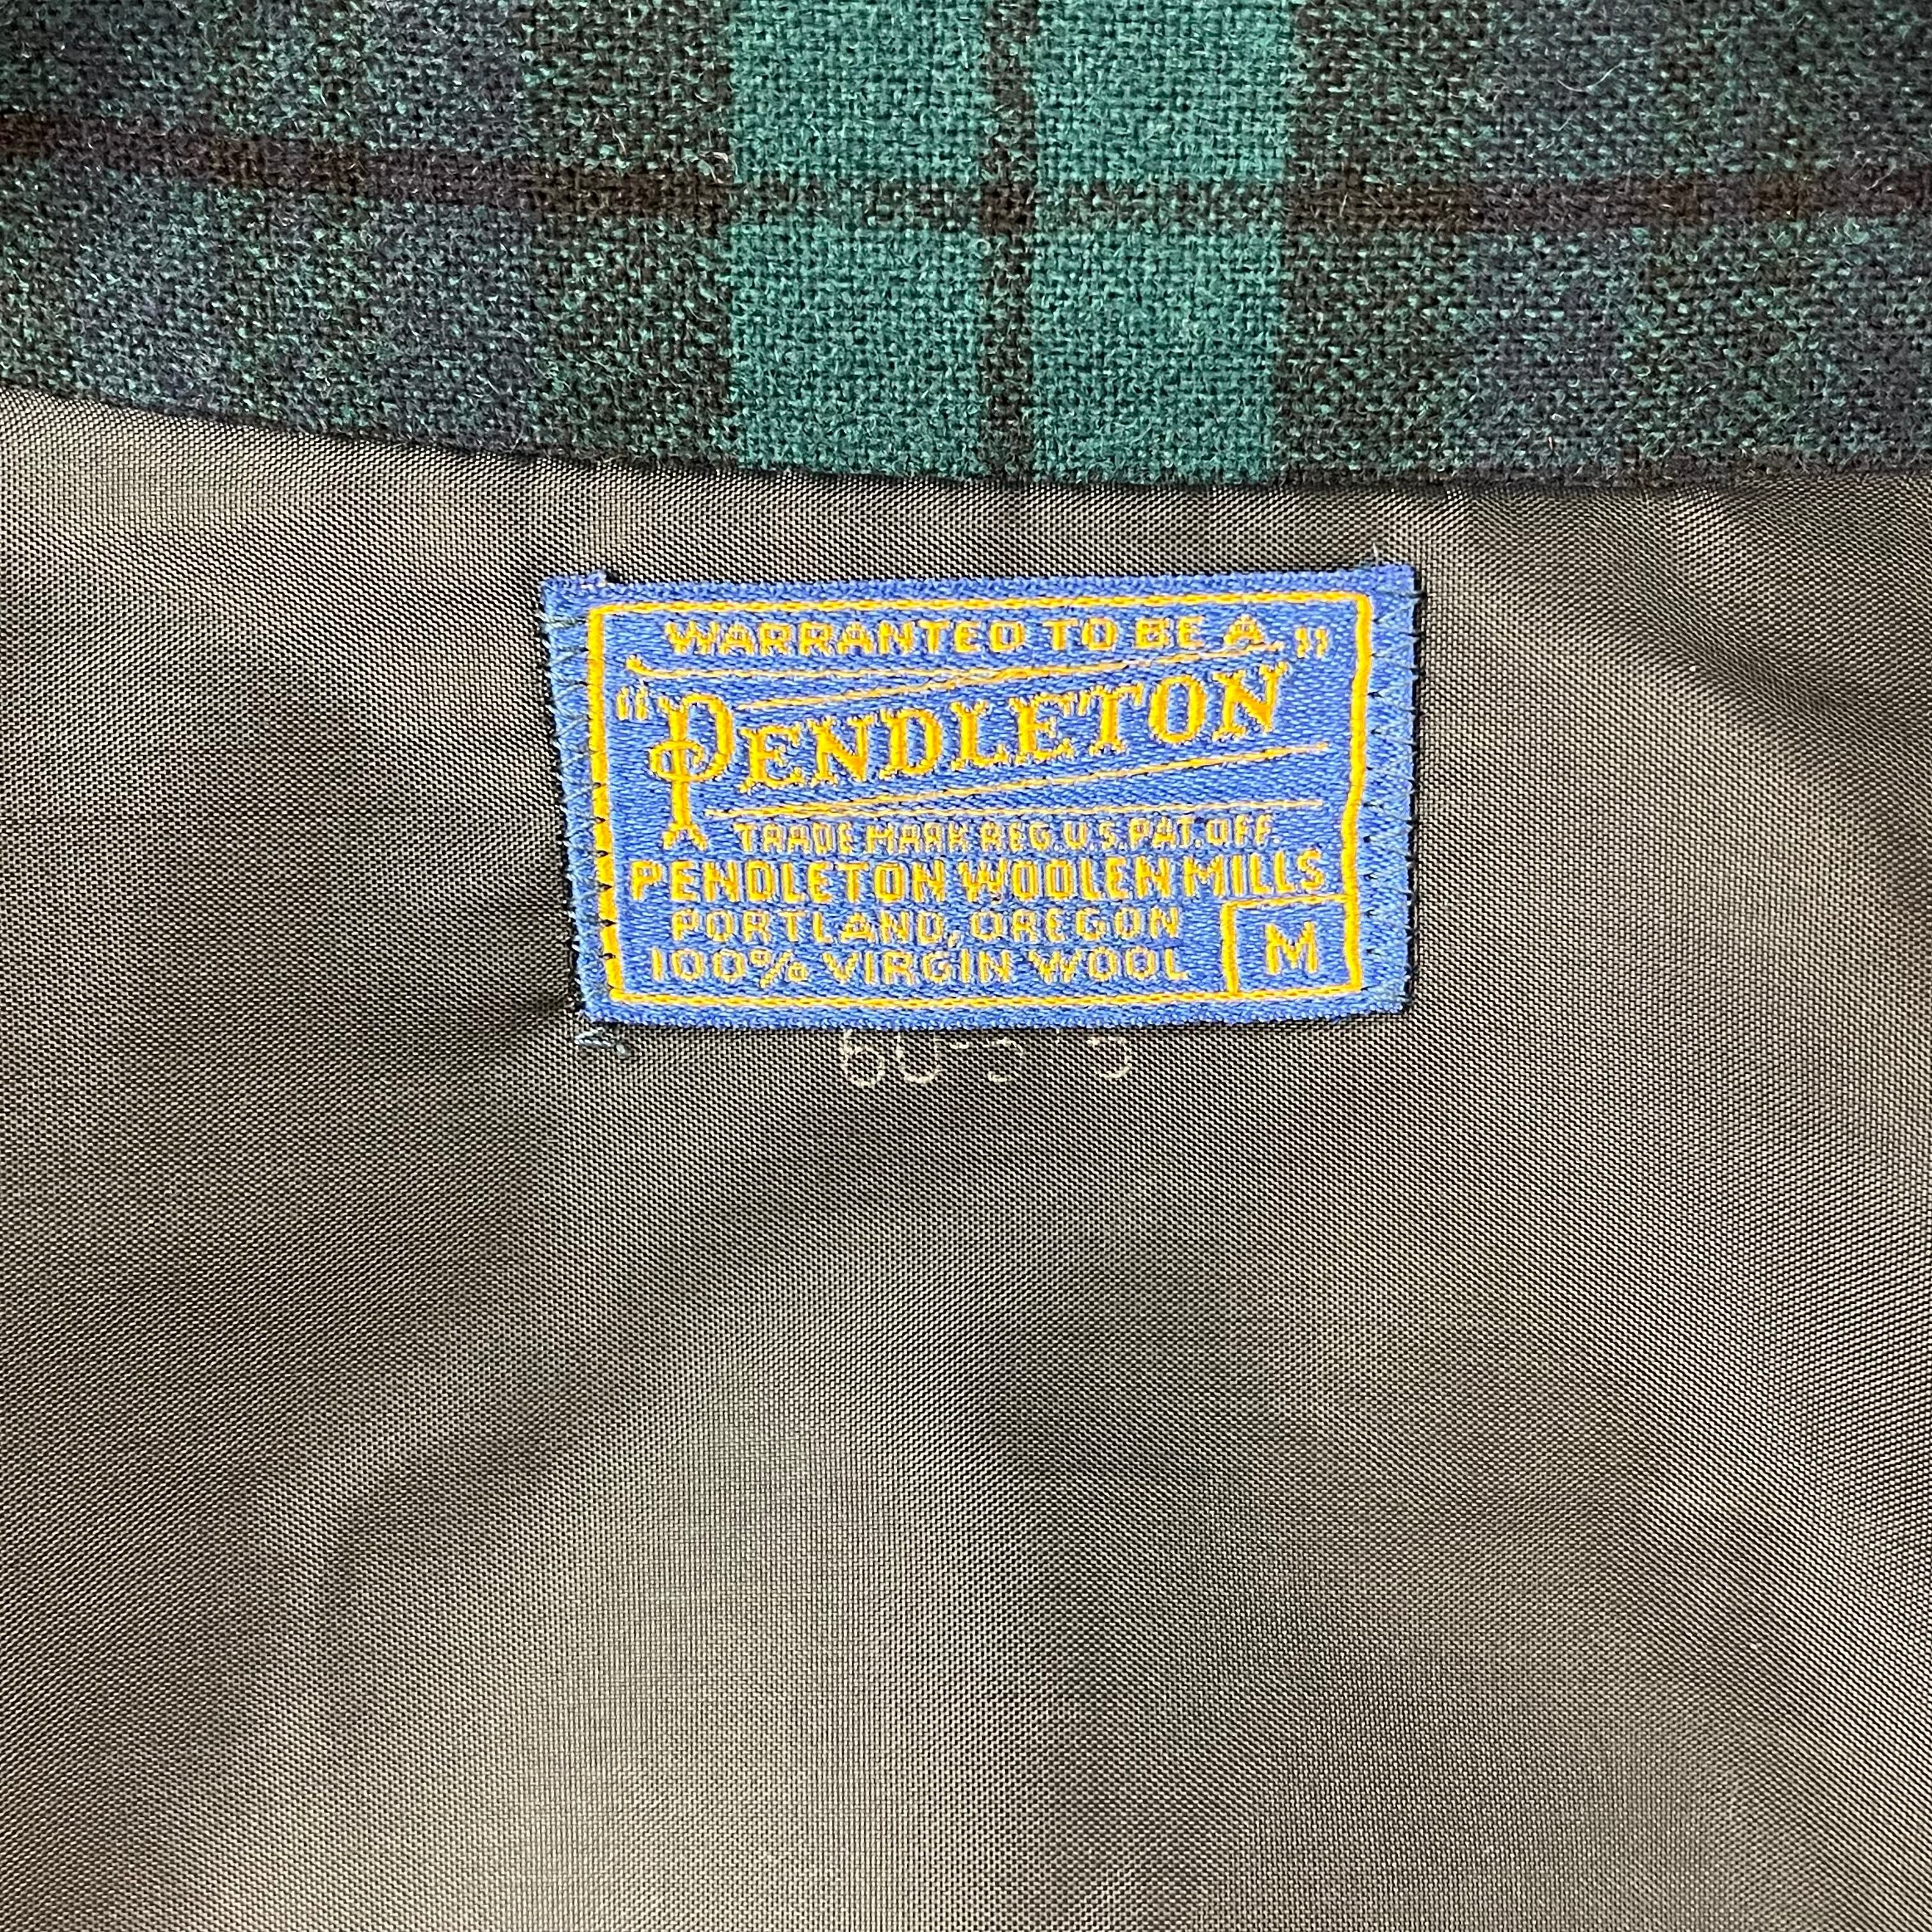 WARRANTED TO BE A
"PENDLETON"
TRADE MARK REG. U.S. PAT. OFF.
PENDLETON WOOLEN MILLS
PORTLAND, OREGON
100% VIRGIN WOOL
M